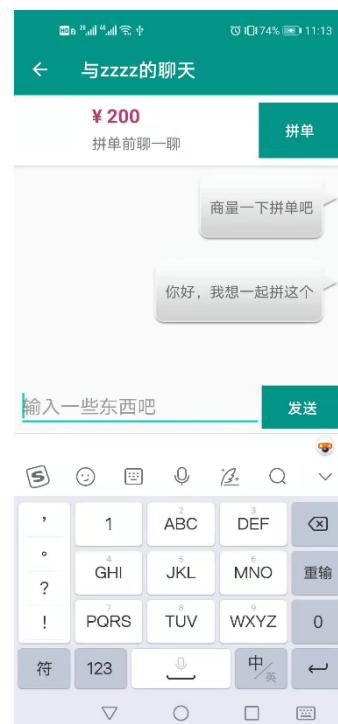 HD B 26 46 74% 11:13
← 与zzzz的聊天
¥ 200
拼单前聊一聊
拼单
商量一下拼单吧
你好，我想一起拼这个
输入一些东西吧
发送
， 1 2 ABC 3 DEF
。 4 GHI 5 JKL 6 MNO 重输
?
! 7 PQRS 8 TUV 9 WXYZ 0
符 123 中/英